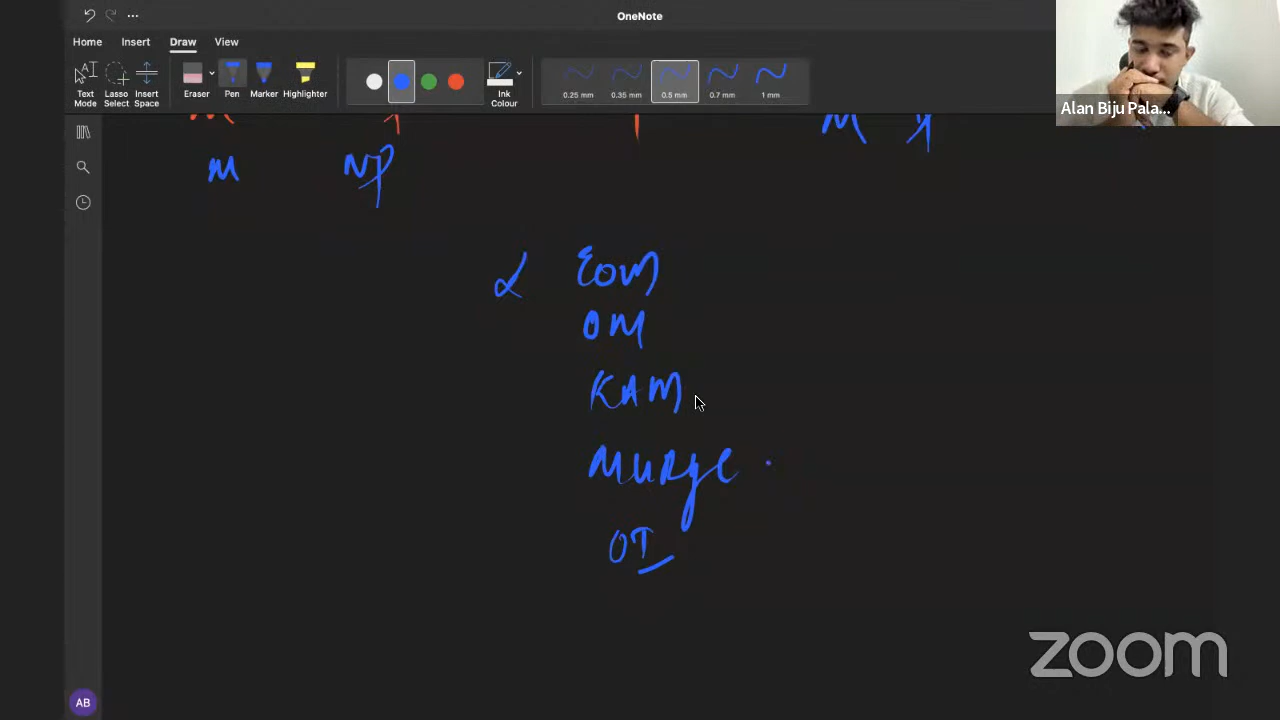 OneNote
Home Insert Draw View
Text Mode Lasso Select Insert Space Eraser Pen Marker Highlighter Ink Colour 0.25 mm 0.35 mm 0.5 mm 0.7 mm 1 mm
Alan Biju Pala...
M NP
α EOM
OM
KAM
MURge
OT
zoom
AB